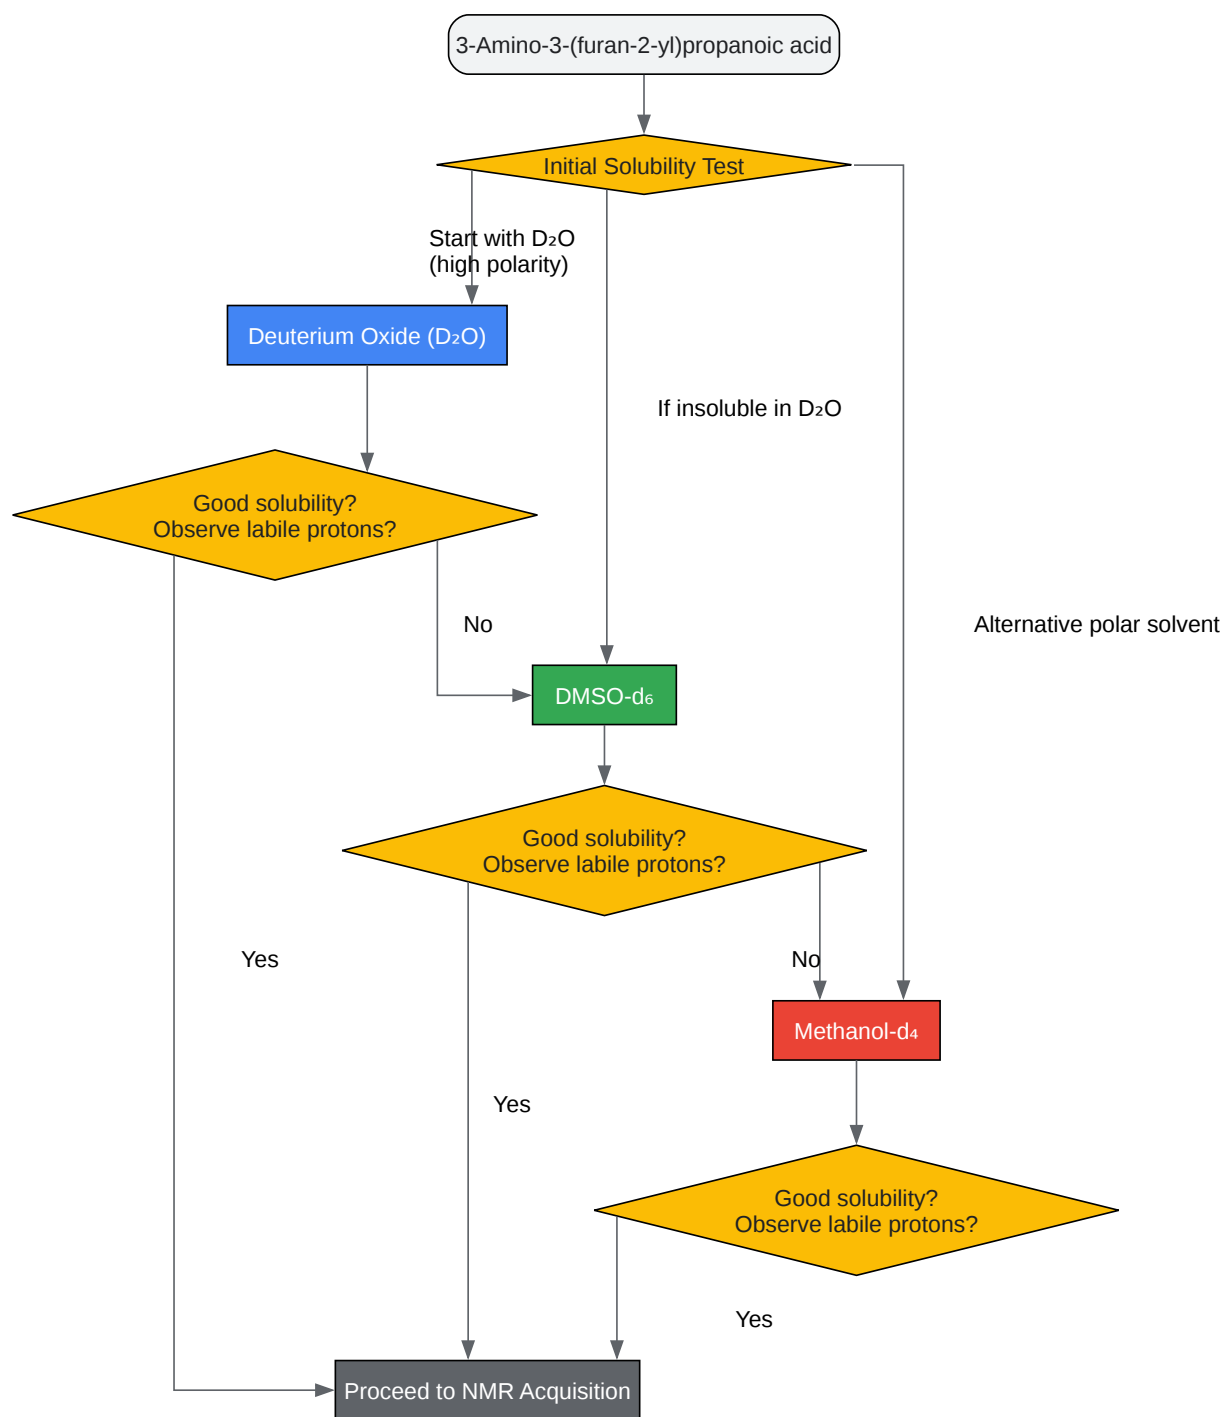 3-Amino-3-(furan-2-yl)propanoic acid
Initial Solubility Test
Start with D₂O
(high polarity)
Deuterium Oxide (D₂O)
If insoluble in D₂O
Good solubility?
Observe labile protons?
No
Alternative polar solvent
DMSO-d₆
Good solubility?
Observe labile protons?
Yes
No
Methanol-d₄
Yes
Good solubility?
Observe labile protons?
Yes
Proceed to NMR Acquisition